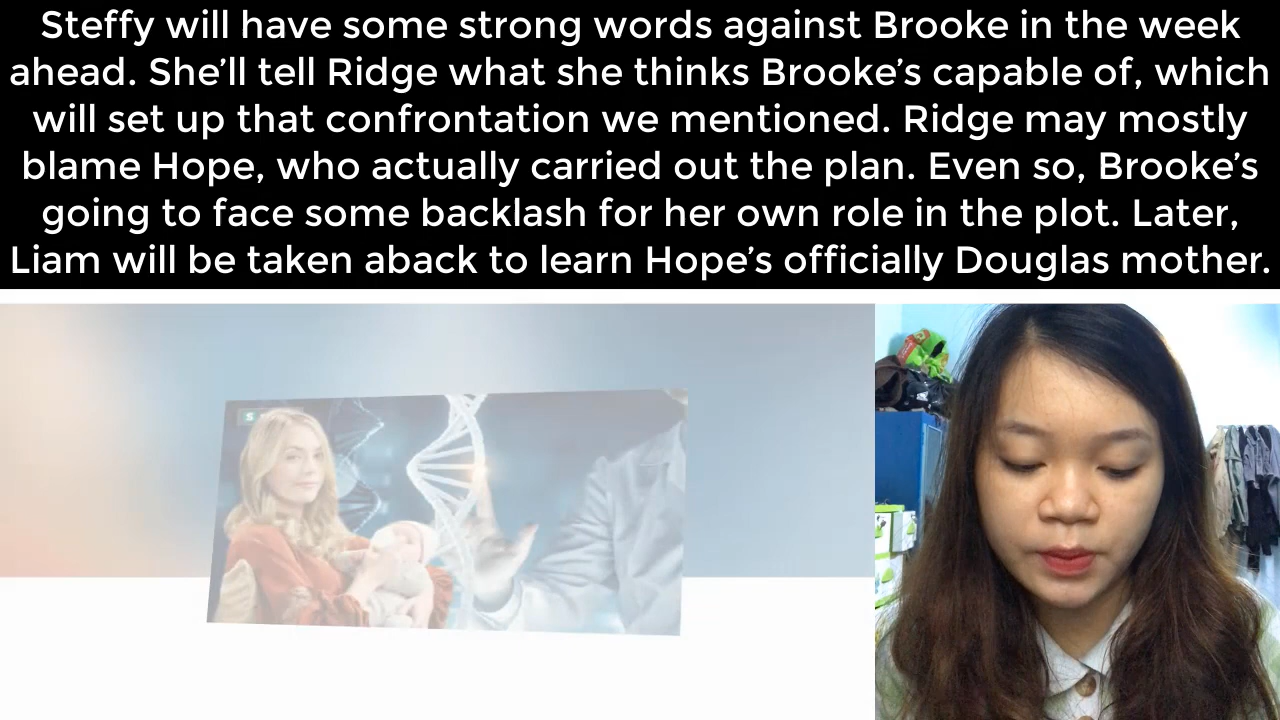 Steffy will have some strong words against Brooke in the week
ahead. She’ll tell Ridge what she thinks Brooke’s capable of, which
will set up that confrontation we mentioned. Ridge may mostly
blame Hope, who actually carried out the plan. Even so, Brooke’s
going to face some backlash for her own role in the plot. Later,
Liam will be taken aback to learn Hope’s officially Douglas mother.
S